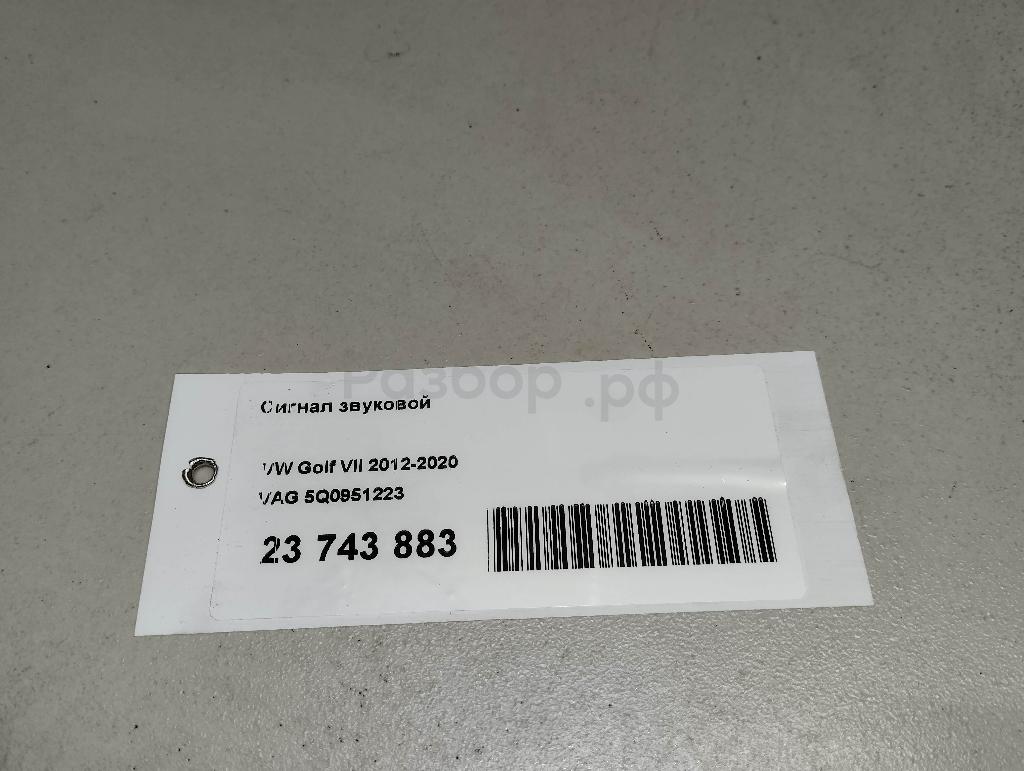 Разбор.рф
Сигнал звуковой
VW Golf VII 2012-2020
VAG 5Q0951223
23 743 883